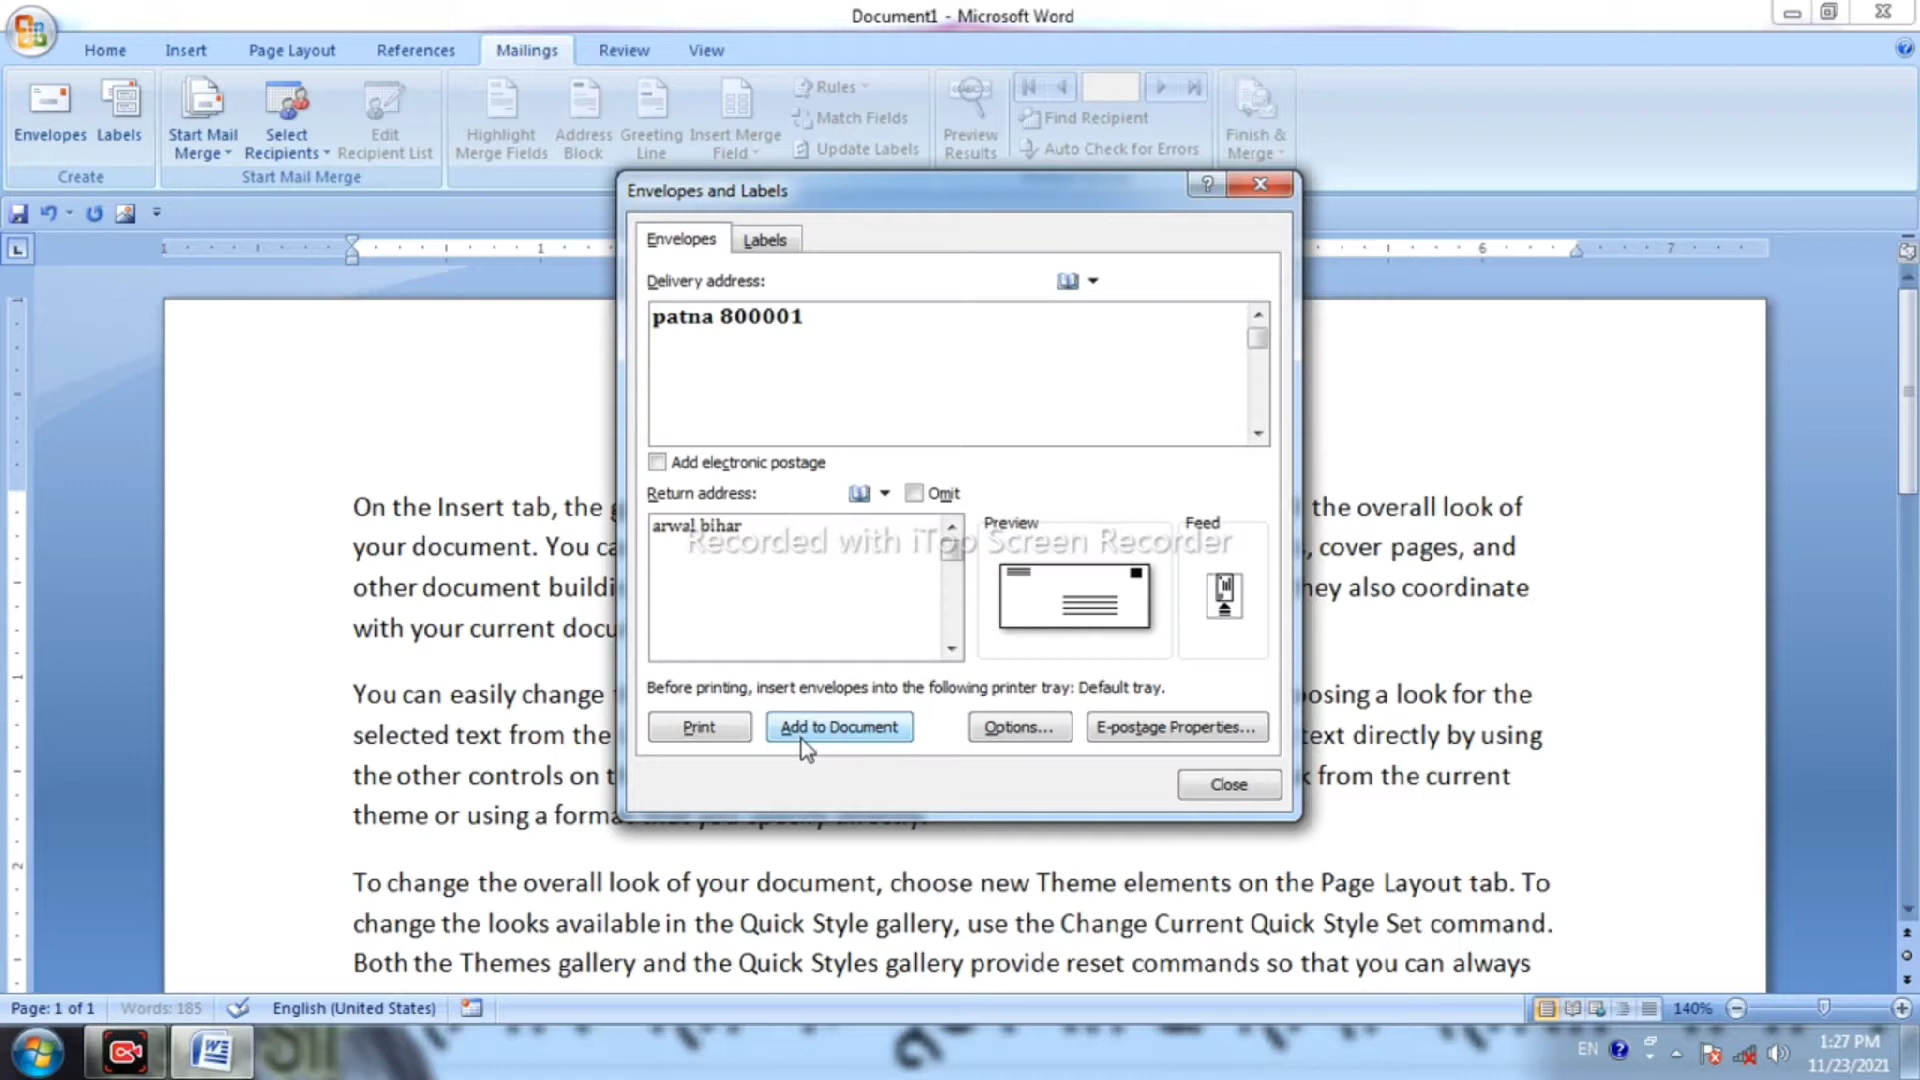 Document1 - Microsoft Word
Home Insert Page Layout References Mailings Review View
Envelopes Labels
Create
Start Mail Merge
Select Recipients
Edit Recipient List
Start Mail Merge
Highlight Merge Fields
Address Block
Greeting Line
Insert Merge Field
Rules
Match Fields
Update Labels
Preview Results
Find Recipient
Auto Check for Errors
Finish & Merge
Envelopes and Labels
Envelopes Labels
Delivery address:
patna 800001
Add electronic postage
Return address: Omit
arwal bihar
Preview Feed
Recorded with iTop Screen Recorder
Before printing, insert envelopes into the following printer tray: Default tray.
Print Add to Document Options... E-postage Properties...
Close
On the Insert tab, the the overall look of
your document. You cover pages, and
other document also coordinate
with your current
You can easily change a look for the
selected text from the text directly by using
the other controls on from the current
theme or using a
To change the overall look of your document, choose new Theme elements on the Page Layout tab. To
change the looks available in the Quick Style gallery, use the Change Current Quick Style Set command.
Both the Themes gallery and the Quick Styles gallery provide reset commands so that you can always
Page: 1 of 1 Words: 185 English (United States) 140%
EN 1:27 PM
11/23/2021